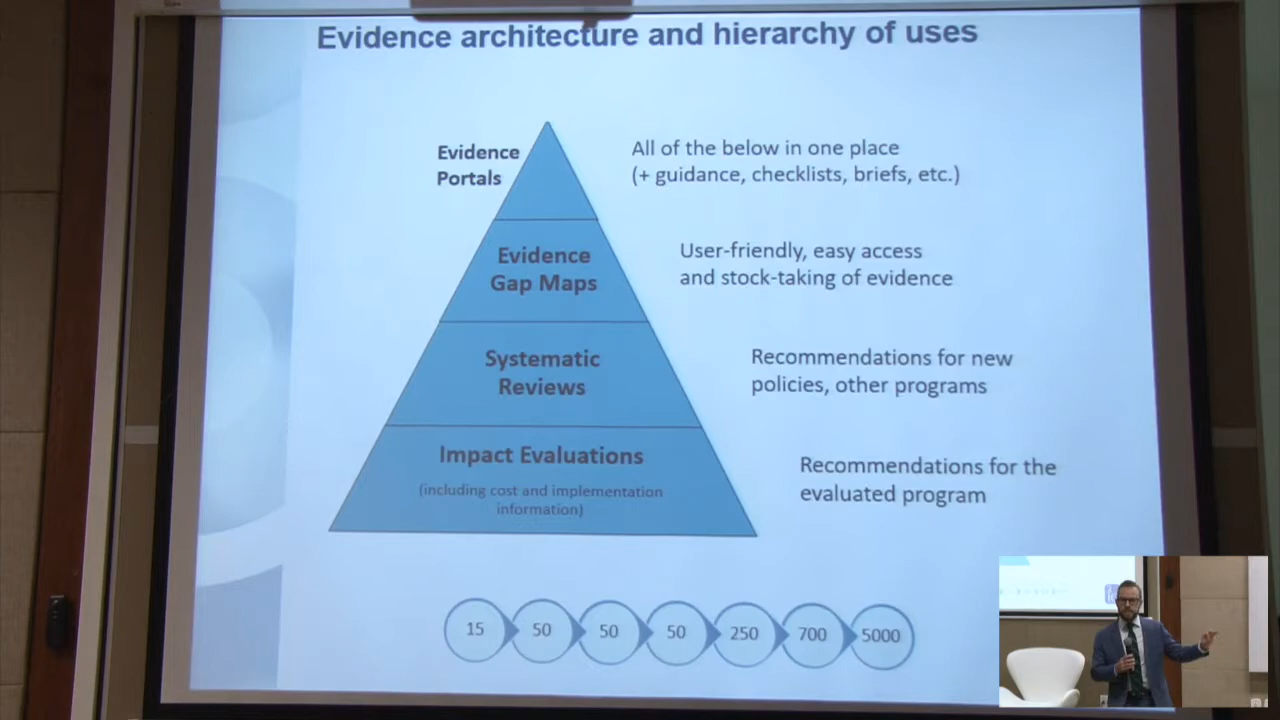 Evidence architecture and hierarchy of uses
Evidence
Portals
All of the below in one place
(+ guidance, checklists, briefs, etc.)
Evidence
Gap Maps
User-friendly, easy access
and stock-taking of evidence
Systematic
Reviews
Recommendations for new
policies, other programs
Impact Evaluations
(including cost and implementation
information)
Recommendations for the
evaluated program
15
50
50
50
250
700
5000